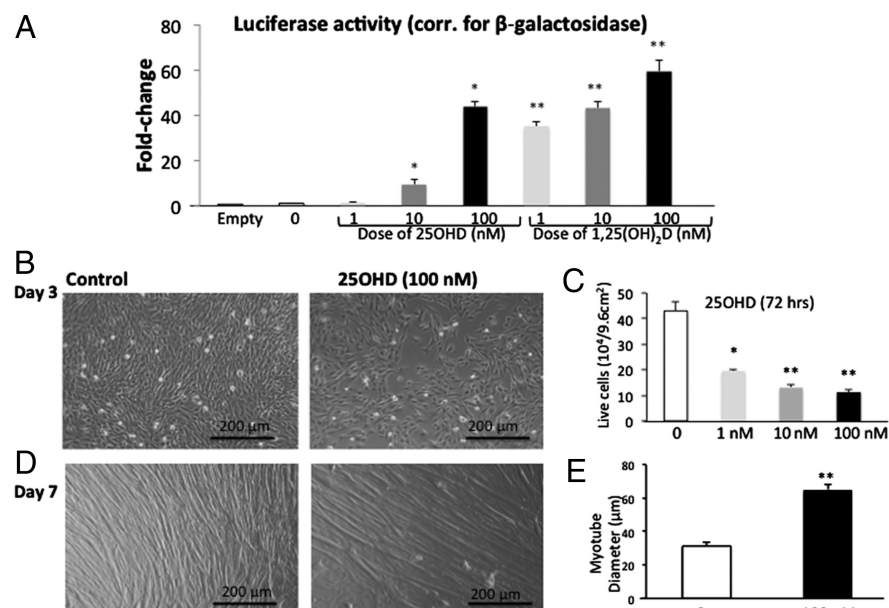 A
Luciferase activity (corr. for β-galactosidase)
Fold-change
80
60
40
20
0
* * ** ** **
Empty 0 1 10 100 1 10 100
Dose of 25OHD (nM) Dose of 1,25(OH)₂D (nM)
B
Control 25OHD (100 nM)
Day 3
200 μm 200 μm
C
25OHD (72 hrs)
Live cells (10⁴/9.6cm²)
50
40
30
20
10
0
* ** **
0 1 nM 10 nM 100 nM
D
Day 7
200 μm 200 μm
E
Myotube
Diameter (μm)
80
60
40
20
0
**